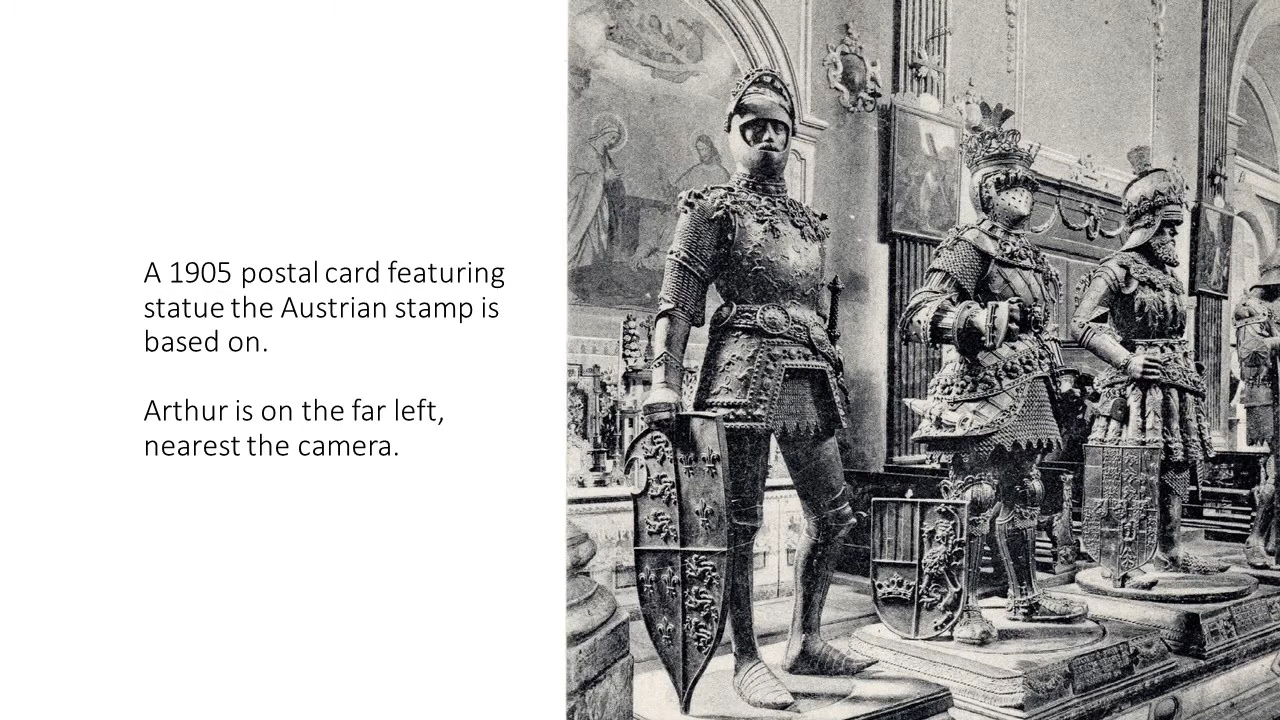 A 1905 postal card featuring
statue the Austrian stamp is
based on.
Arthur is on the far left,
nearest the camera.